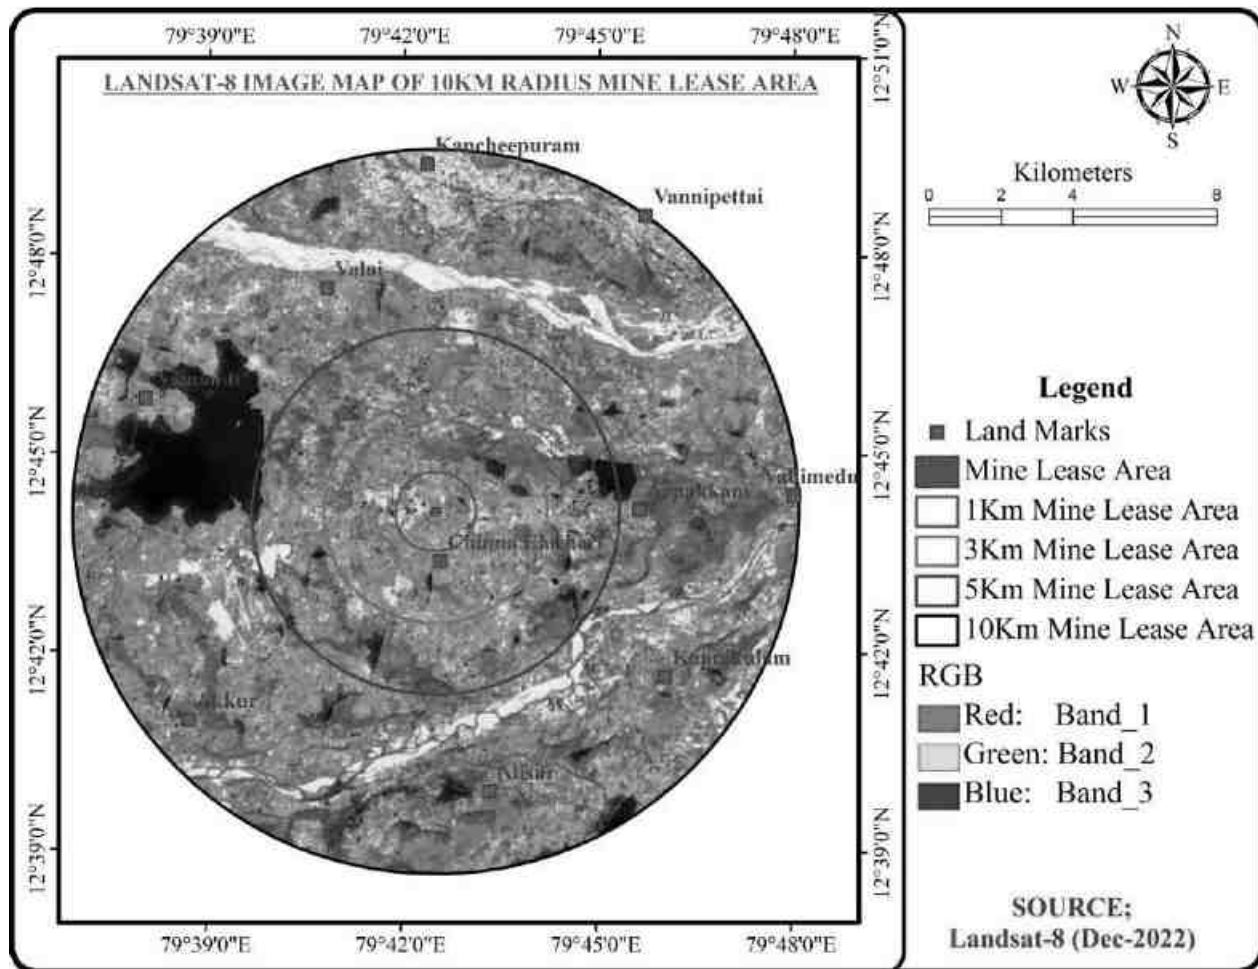 79°39'0"E 79°42'0"E 79°45'0"E 79°48'0"E
12°51'0"N
LANDSAT-8 IMAGE MAP OF 10KM RADIUS MINE LEASE AREA
N
W E
S
Kilometers
0 2 4 8
Kancheepuram
Vannipettai
12°48'0"N 12°48'0"N
Valai
12°45'0"N 12°45'0"N
12°42'0"N 12°42'0"N
12°39'0"N 12°39'0"N
79°39'0"E 79°42'0"E 79°45'0"E 79°48'0"E
Legend
Land Marks
Mine Lease Area
1Km Mine Lease Area
3Km Mine Lease Area
5Km Mine Lease Area
10Km Mine Lease Area
RGB
Red: Band_1
Green: Band_2
Blue: Band_3
SOURCE;
Landsat-8 (Dec-2022)